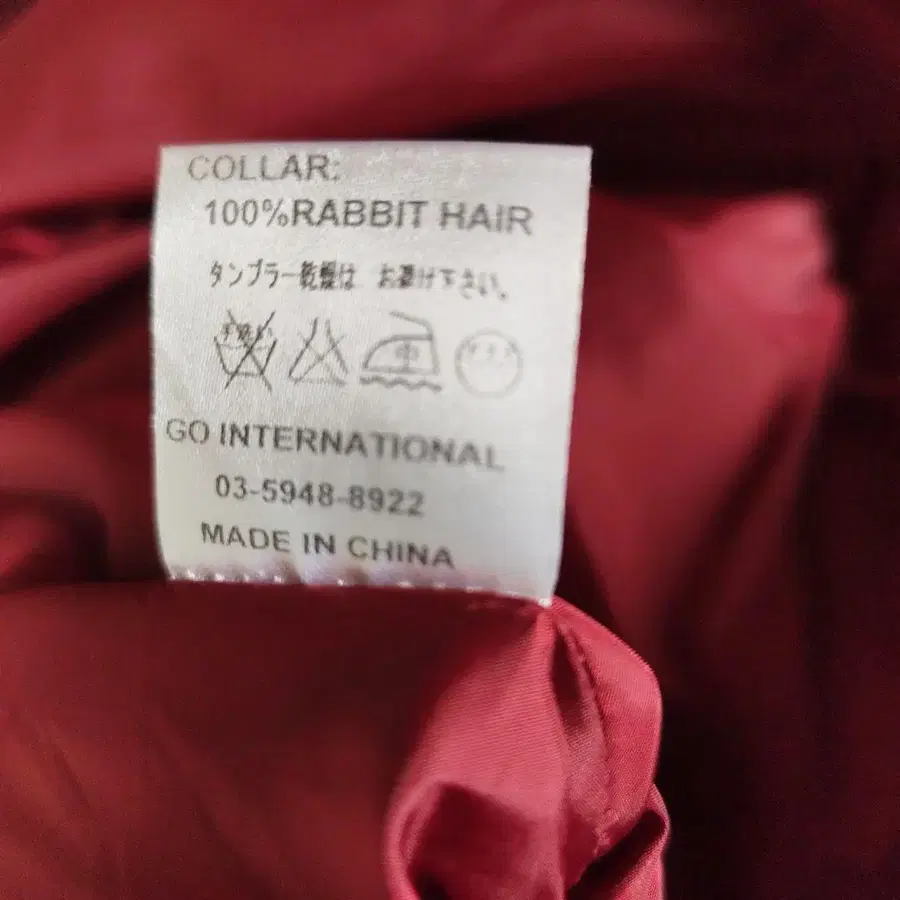 COLLAR:
100%RABBIT HAIR
タンブラー乾燥は お避け下さい。
中
GO INTERNATIONAL
03-5948-8922
MADE IN CHINA